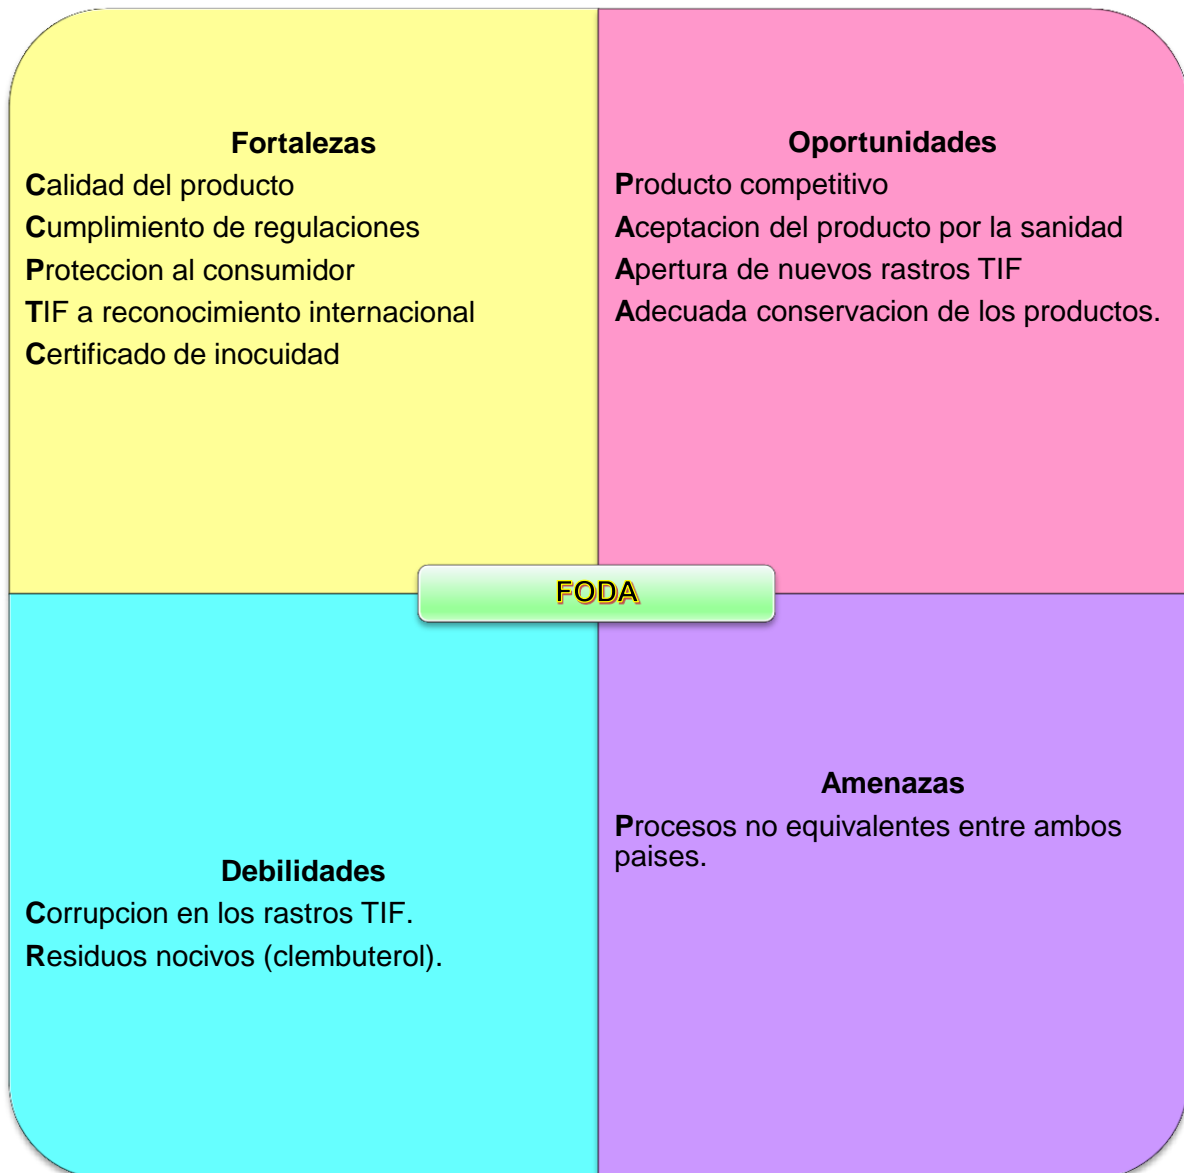 Fortalezas
Calidad del producto
Cumplimiento de regulaciones
Proteccion al consumidor
TIF a reconocimiento internacional
Certificado de inocuidad
Oportunidades
Producto competitivo
Aceptacion del producto por la sanidad
Apertura de nuevos rastros TIF
Adecuada conservacion de los productos.
FODA
Debilidades
Corrupcion en los rastros TIF.
Residuos nocivos (clembuterol).
Amenazas
Procesos no equivalentes entre ambos
paises.